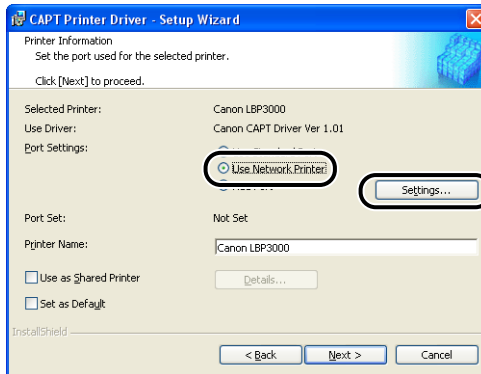 CAPT Printer Driver - Setup Wizard
Printer Information
Set the port used for the selected printer.
Click [Next] to proceed.
Selected Printer: Canon LBP3000
Use Driver: Canon CAPT Driver Ver 1.01
Port Settings:
Use Network Printer
Settings...
Port Set: Not Set
Printer Name: Canon LBP3000
Use as Shared Printer Details...
Set as Default
InstallShield
< Back Next > Cancel